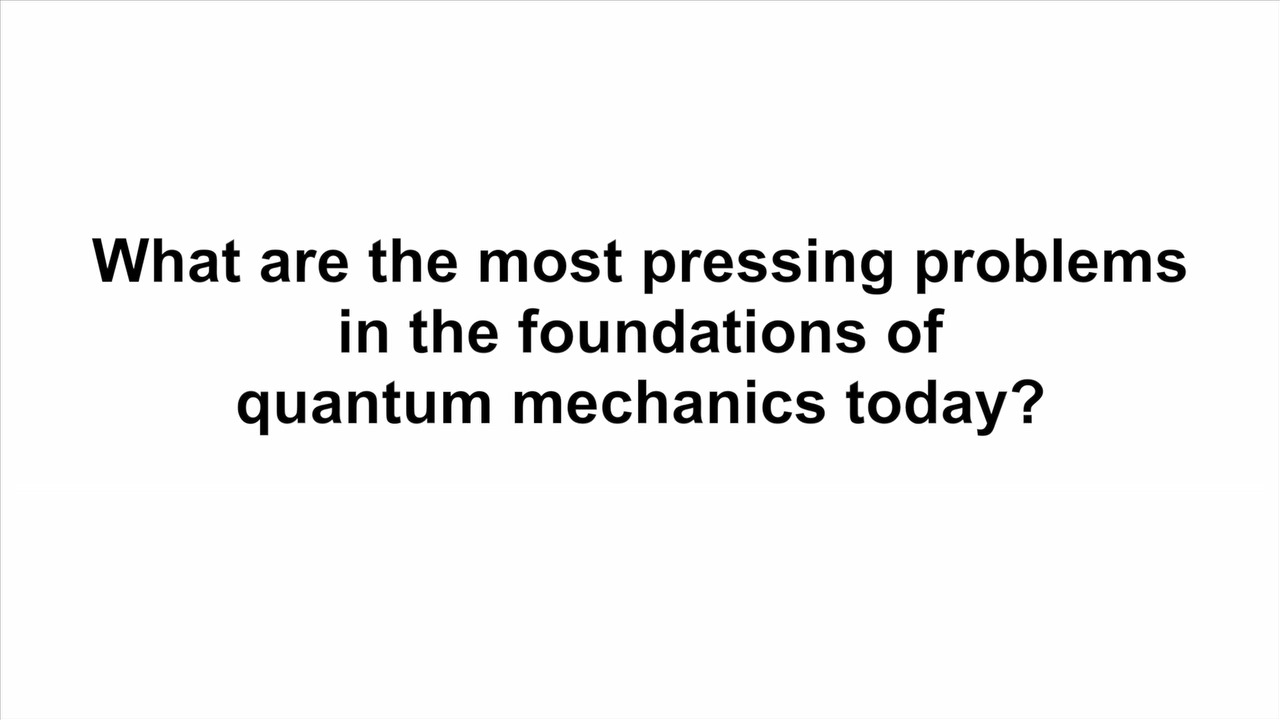 What are the most pressing problems
in the foundations of
quantum mechanics today?